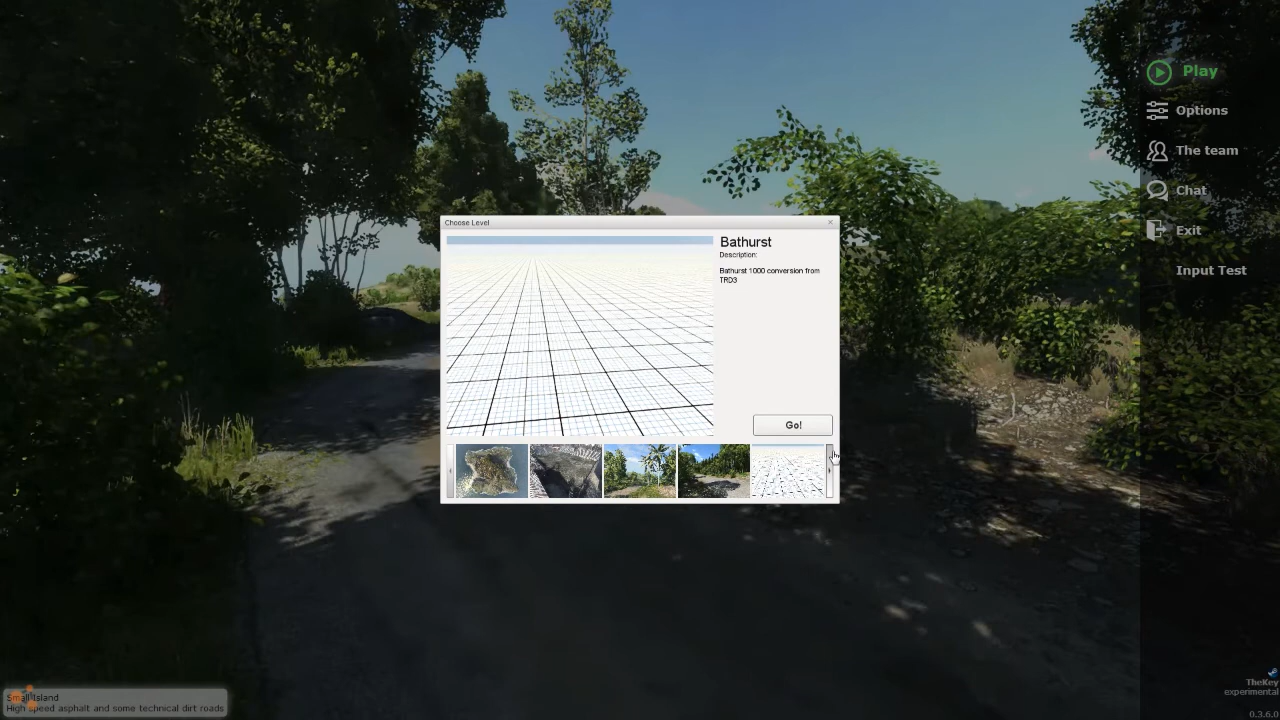 Play
Options
The team
Chat
Exit
Input Test
Choose Level
Bathurst
Description:
Bathurst 1000 conversion from
TRD3
Go!
Small Island
High speed asphalt and some technical dirt roads
TheKey
experimental
0.3.6.0